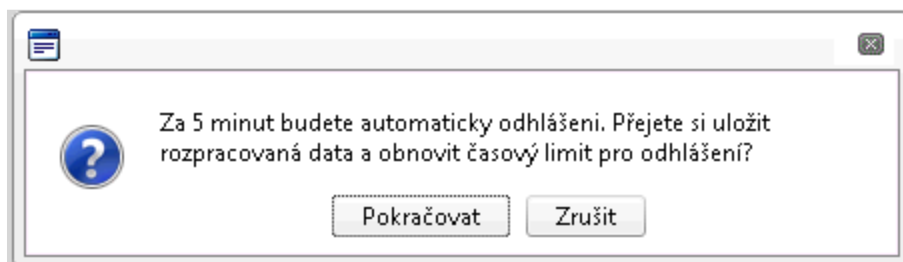 Za 5 minut budete automaticky odhlášeni. Přejete si uložit
rozpracovaná data a obnovit časový limit pro odhlášení?
Pokračovat Zrušit